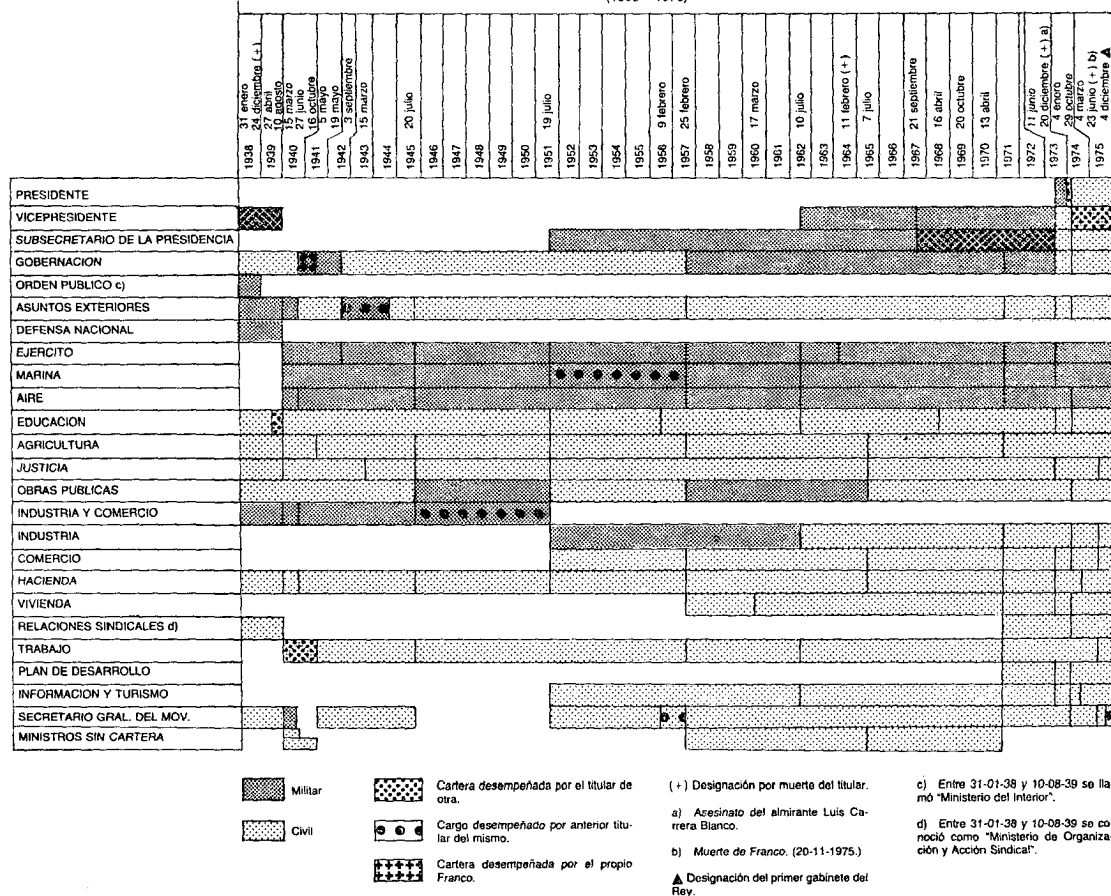 31 enero
24 diciembre (+)
27 abril
10 agosto
15 marzo
27 junio
16 octubre
5 mayo
19 mayo
3 septiembre
15 marzo
20 julio
19 julio
9 febrero
25 febrero
17 marzo
10 julio
11 febrero (+)
7 julio
21 septiembre
16 abril
20 octubre
13 abril
11 junio
20 diciembre (+) a)
4 enero
29 octubre
4 marzo
23 junio (+) b)
4 diciembre ▲
1938
1939
1940
1941
1942
1943
1944
1945
1946
1947
1948
1949
1950
1951
1952
1953
1954
1955
1956
1957
1958
1959
1960
1961
1962
1963
1964
1965
1966
1967
1968
1969
1970
1971
1972
1973
1974
1975
PRESIDENTE
VICEPRESIDENTE
SUBSECRETARIO DE LA PRESIDENCIA
GOBERNACION
ORDEN PUBLICO c)
ASUNTOS EXTERIORES
DEFENSA NACIONAL
EJERCITO
MARINA
AIRE
EDUCACION
AGRICULTURA
JUSTICIA
OBRAS PUBLICAS
INDUSTRIA Y COMERCIO
INDUSTRIA
COMERCIO
HACIENDA
VIVIENDA
RELACIONES SINDICALES d)
TRABAJO
PLAN DE DESARROLLO
INFORMACION Y TURISMO
SECRETARIO GRAL. DEL MOV.
MINISTROS SIN CARTERA
Militar
Civil
Cartera desempeñada por el titular de
otra.
Cargo desempeñado por anterior titu-
lar del mismo.
Cartera desempeñada por el propio
Franco.
(+) Designación por muerte del titular.
a) Asesinato del almirante Luis Ca-
rrera Blanco.
b) Muerte de Franco. (20-11-1975.)
▲ Designación del primer gabinete del
Rey.
c) Entre 31-01-38 y 10-08-39 se lla-
mó "Ministerio del Interior".
d) Entre 31-01-38 y 10-08-39 se co-
noció como "Ministerio de Organiza-
ción y Acción Sindical".